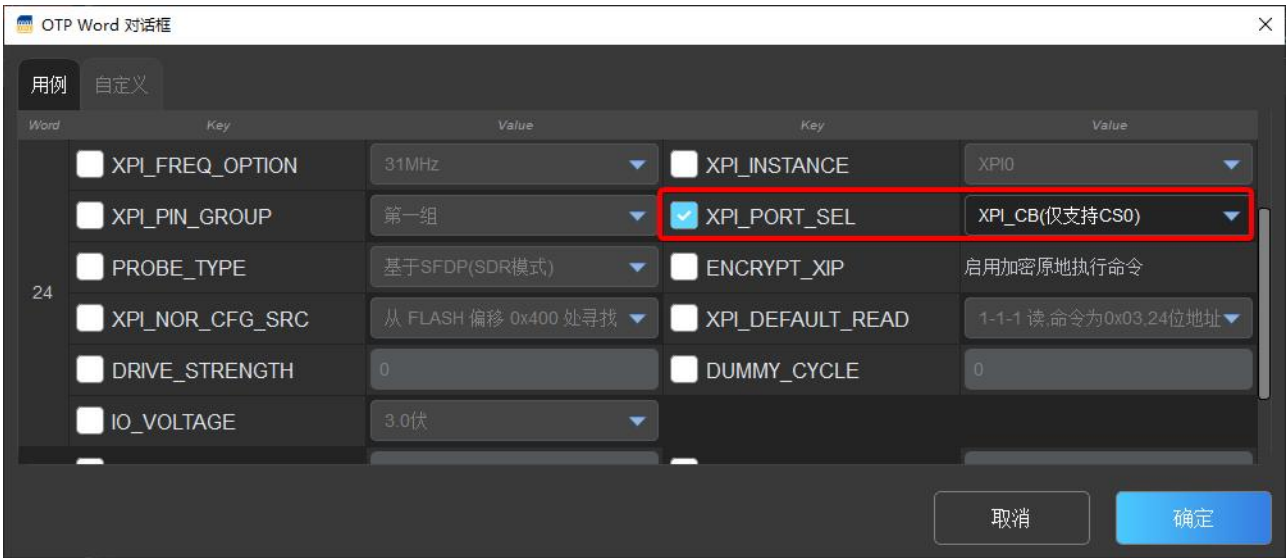 OTP Word 对话框
用例 自定义
Word Key Value Key Value
XPI_FREQ_OPTION 31MHz XPI_INSTANCE XPI0
XPI_PIN_GROUP 第一组 XPI_PORT_SEL XPI_CB(仅支持CS0)
PROBE_TYPE 基于SFDP(SDR模式) ENCRYPT_XIP 启用加密原地执行命令
24
XPI_NOR_CFG_SRC 从 FLASH 偏移 0x400 处寻找 XPI_DEFAULT_READ 1-1-1 读,命令为0x03,24位地址
DRIVE_STRENGTH 0 DUMMY_CYCLE 0
IO_VOLTAGE 3.0伏
取消 确定